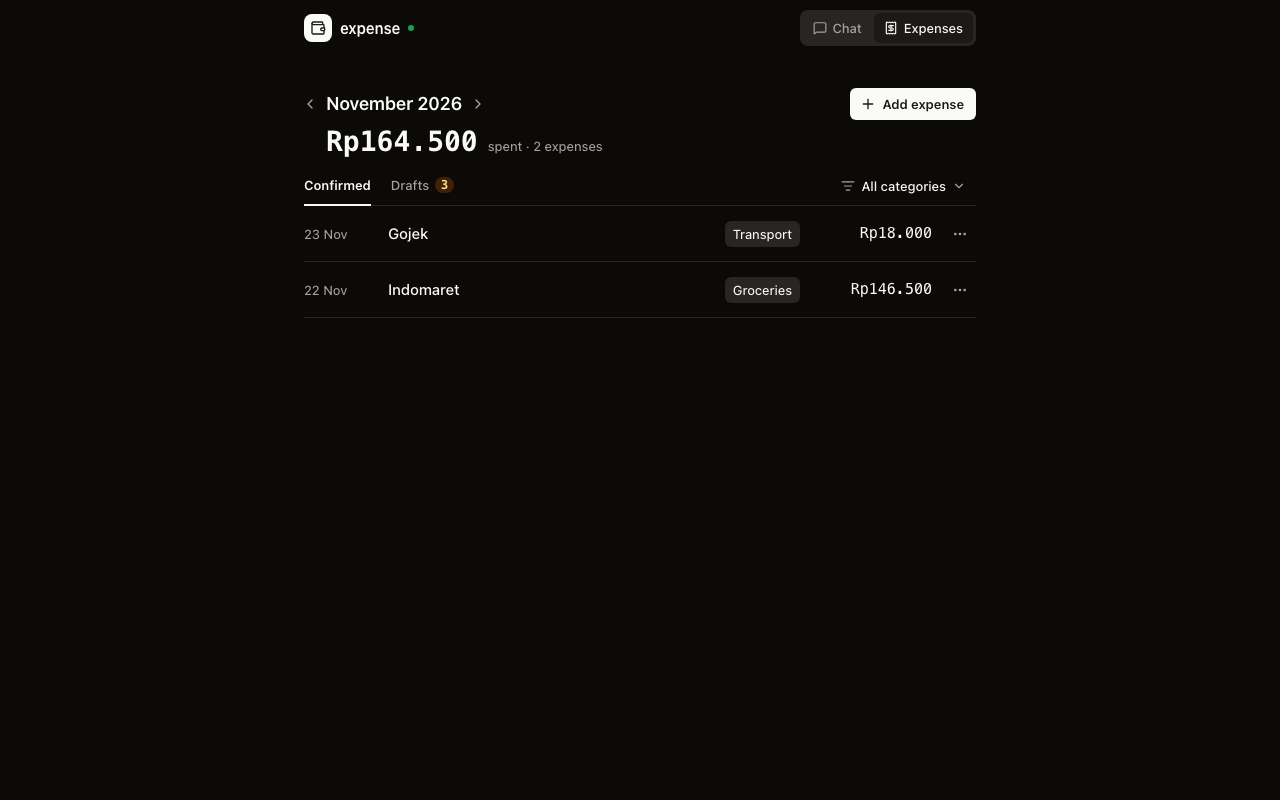 expense
Chat
Expenses
November 2026
Add expense
Rp164.500 spent · 2 expenses
Confirmed
Drafts 3
All categories
23 Nov Gojek Transport Rp18.000
22 Nov Indomaret Groceries Rp146.500